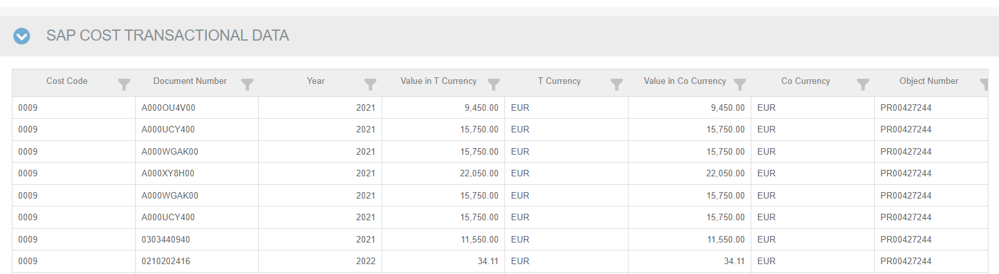 SAP COST TRANSACTIONAL DATA
Cost Code Document Number Year Value in T Currency T Currency Value in Co Currency Co Currency Object Number
0009 A000OU4V00 2021 9,450.00 EUR 9,450.00 EUR PR00427244
0009 A000UCY400 2021 15,750.00 EUR 15,750.00 EUR PR00427244
0009 A000WGAK00 2021 15,750.00 EUR 15,750.00 EUR PR00427244
0009 A000XY8H00 2021 22,050.00 EUR 22,050.00 EUR PR00427244
0009 A000WGAK00 2021 15,750.00 EUR 15,750.00 EUR PR00427244
0009 A000UCY400 2021 15,750.00 EUR 15,750.00 EUR PR00427244
0009 0303440940 2021 11,550.00 EUR 11,550.00 EUR PR00427244
0009 0210202416 2022 34.11 EUR 34.11 EUR PR00427244